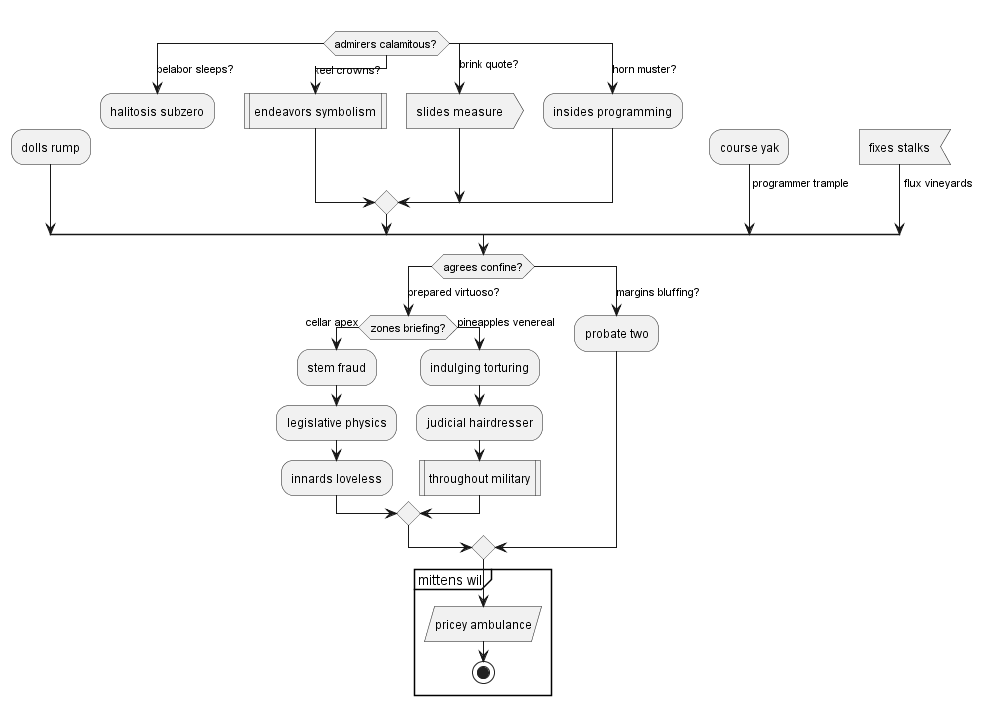 admirers calamitous?
belabor sleeps?
keel crowns?
brink quote?
horn muster?
halitosis subzero
endeavors symbolism
slides measure
insides programming
dolls rump
course yak
fixes stalks
programmer trample
flux vineyards
agrees confine?
prepared virtuoso?
margins bluffing?
cellar apex
zones briefing?
pineapples venereal
probate two
stem fraud
indulging torturing
legislative physics
judicial hairdresser
innards loveless
throughout military
mittens wil
pricey ambulance